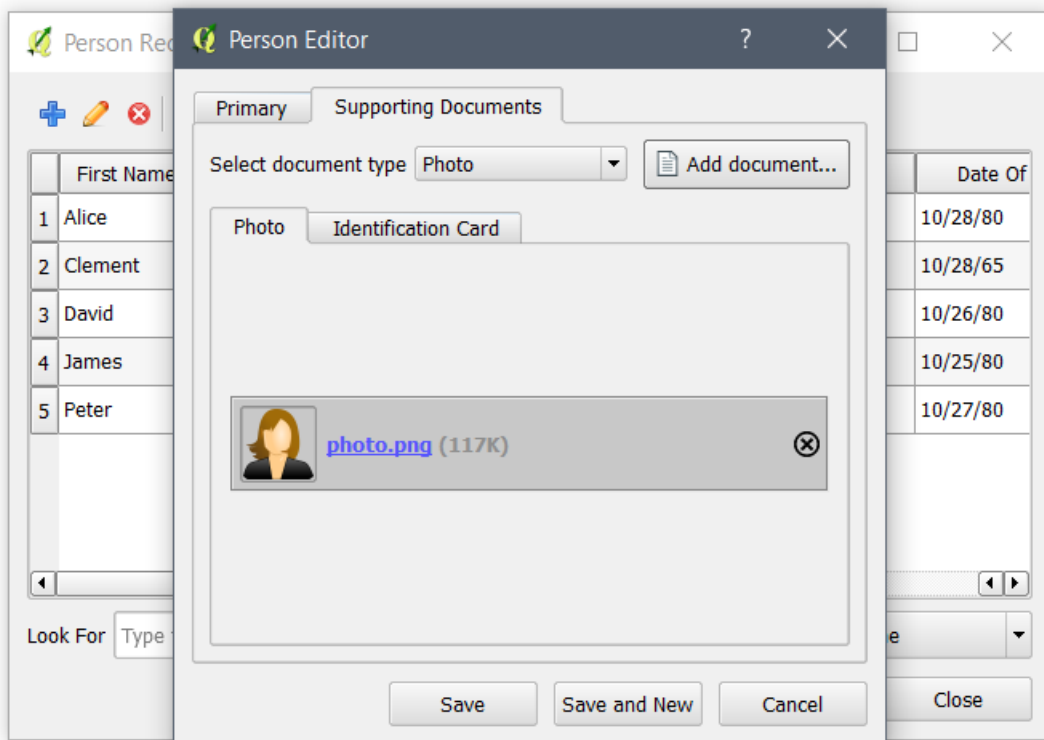 Person Rec
Person Editor ?
Primary Supporting Documents
Select document type Photo Add document...
First Name Date Of
Photo Identification Card
1 Alice 10/28/80
2 Clement 10/28/65
3 David 10/26/80
4 James 10/25/80
5 Peter 10/27/80
photo.png (117K)
Look For Type
Save Save and New Cancel Close